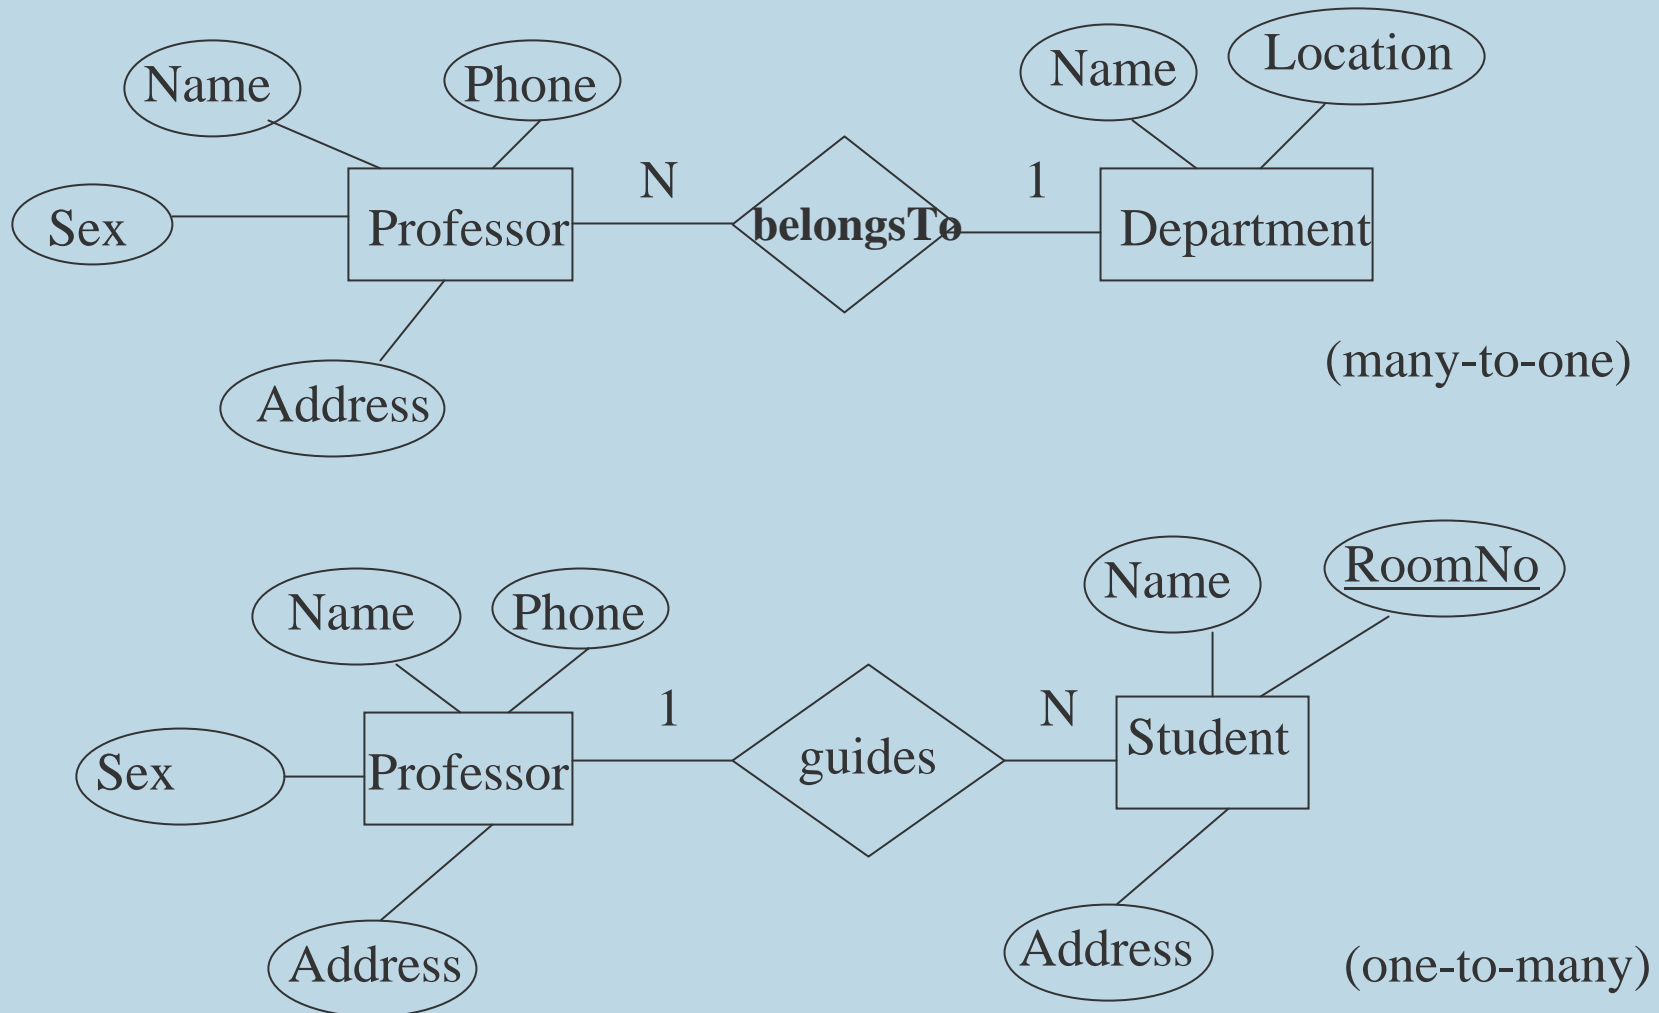 Name
Phone
Name
Location
Sex
Professor
N
belongsTo
1
Department
Address
(many-to-one)
Name
Phone
Name
RoomNo
Sex
Professor
1
guides
N
Student
Address
Address
(one-to-many)